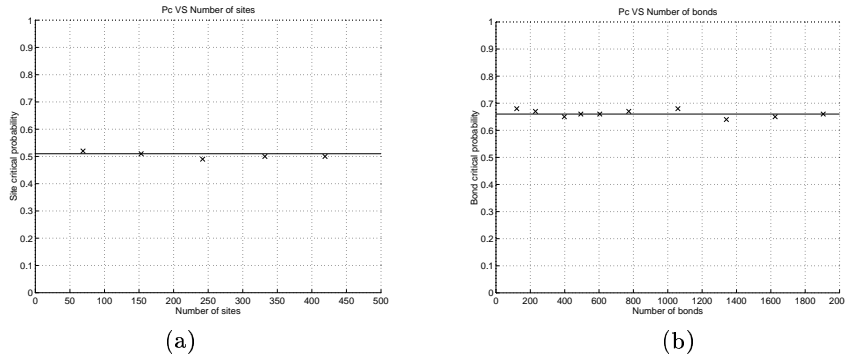 Pc VS Number of sites
1
0.9
0.8
0.7
0.6
0.5
0.4
0.3
0.2
0.1
0
Site critical probability
0 50 100 150 200 250 300 350 400 450 500
Number of sites
(a)
Pc VS Number of bonds
1
0.9
0.8
0.7
0.6
0.5
0.4
0.3
0.2
0.1
0
Bond critical probability
0 200 400 600 800 1000 1200 1400 1600 1800 200
Number of bonds
(b)